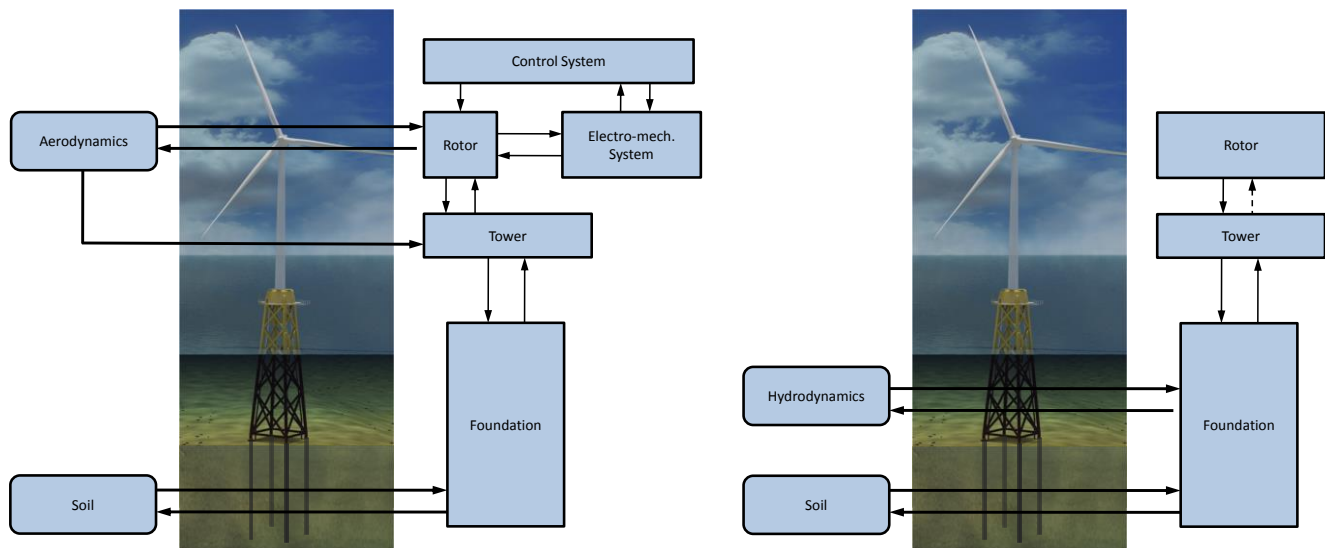 Control System
Aerodynamics
Rotor
Electro-mech.
System
Tower
Foundation
Soil
Rotor
Tower
Hydrodynamics
Foundation
Soil